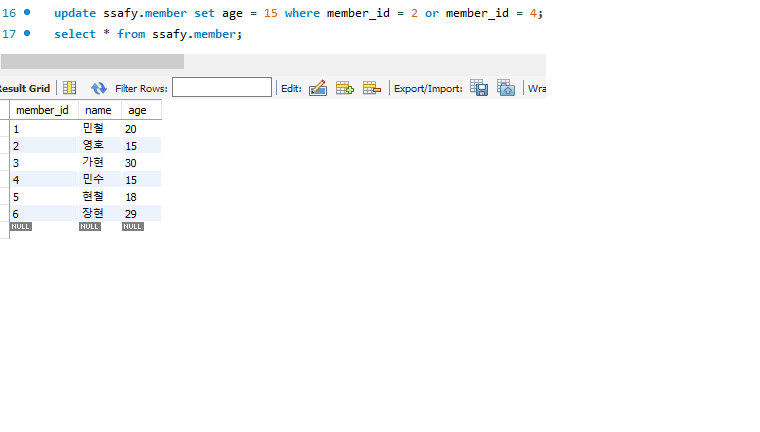 16 update ssafy.member set age = 15 where member_id = 2 or member_id = 4;
17 select * from ssafy.member;
Result Grid Filter Rows: Edit: Export/Import: Wra
member_id name age
1 민철 20
2 영호 15
3 가현 30
4 민수 15
5 현철 18
6 장현 29
NULL NULL NULL